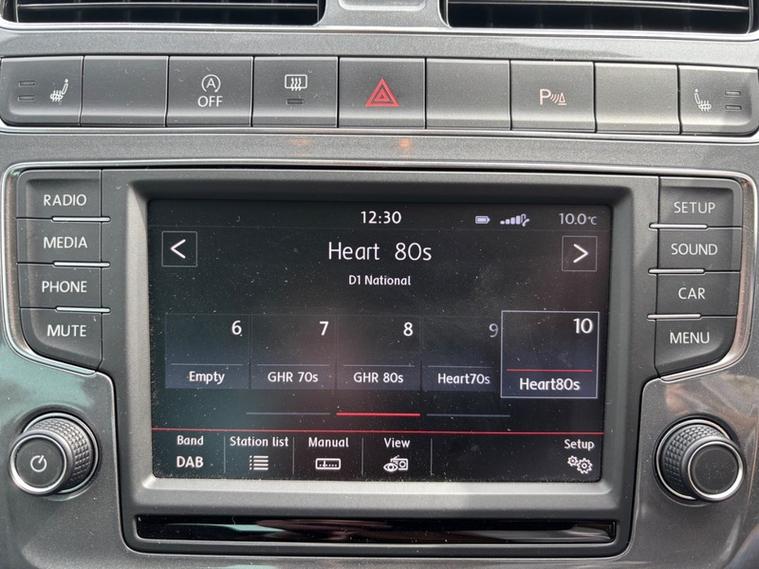 A
OFF
P
RADIO
MEDIA
PHONE
MUTE
SETUP
SOUND
CAR
MENU
12:30
10.0°C
Heart 80s
D1 National
6 7 8 9 10
Empty GHR 70s GHR 80s Heart70s Heart80s
Band Station list Manual View Setup
DAB